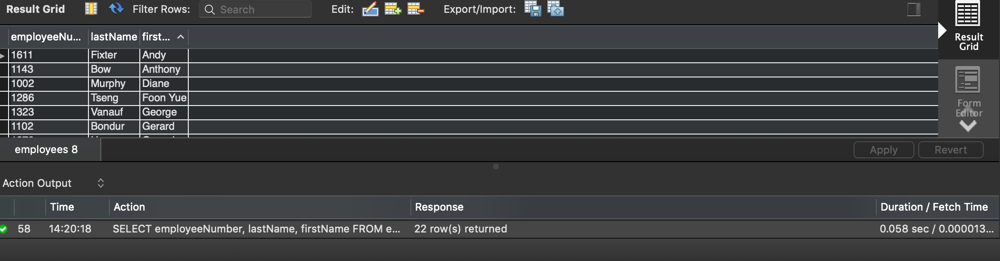 Result Grid Filter Rows: Search Edit: Export/Import:
employeeNu... lastName first...
1611 Fixter Andy
1143 Bow Anthony
1002 Murphy Diane
1286 Tseng Foon Yue
1323 Vanauf George
1102 Bondur Gerard
Result
Grid
Form
Editor
employees 8 Apply Revert
Action Output
Time Action Response Duration / Fetch Time
58 14:20:18 SELECT employeeNumber, lastName, firstName FROM e... 22 row(s) returned 0.058 sec / 0.000013...